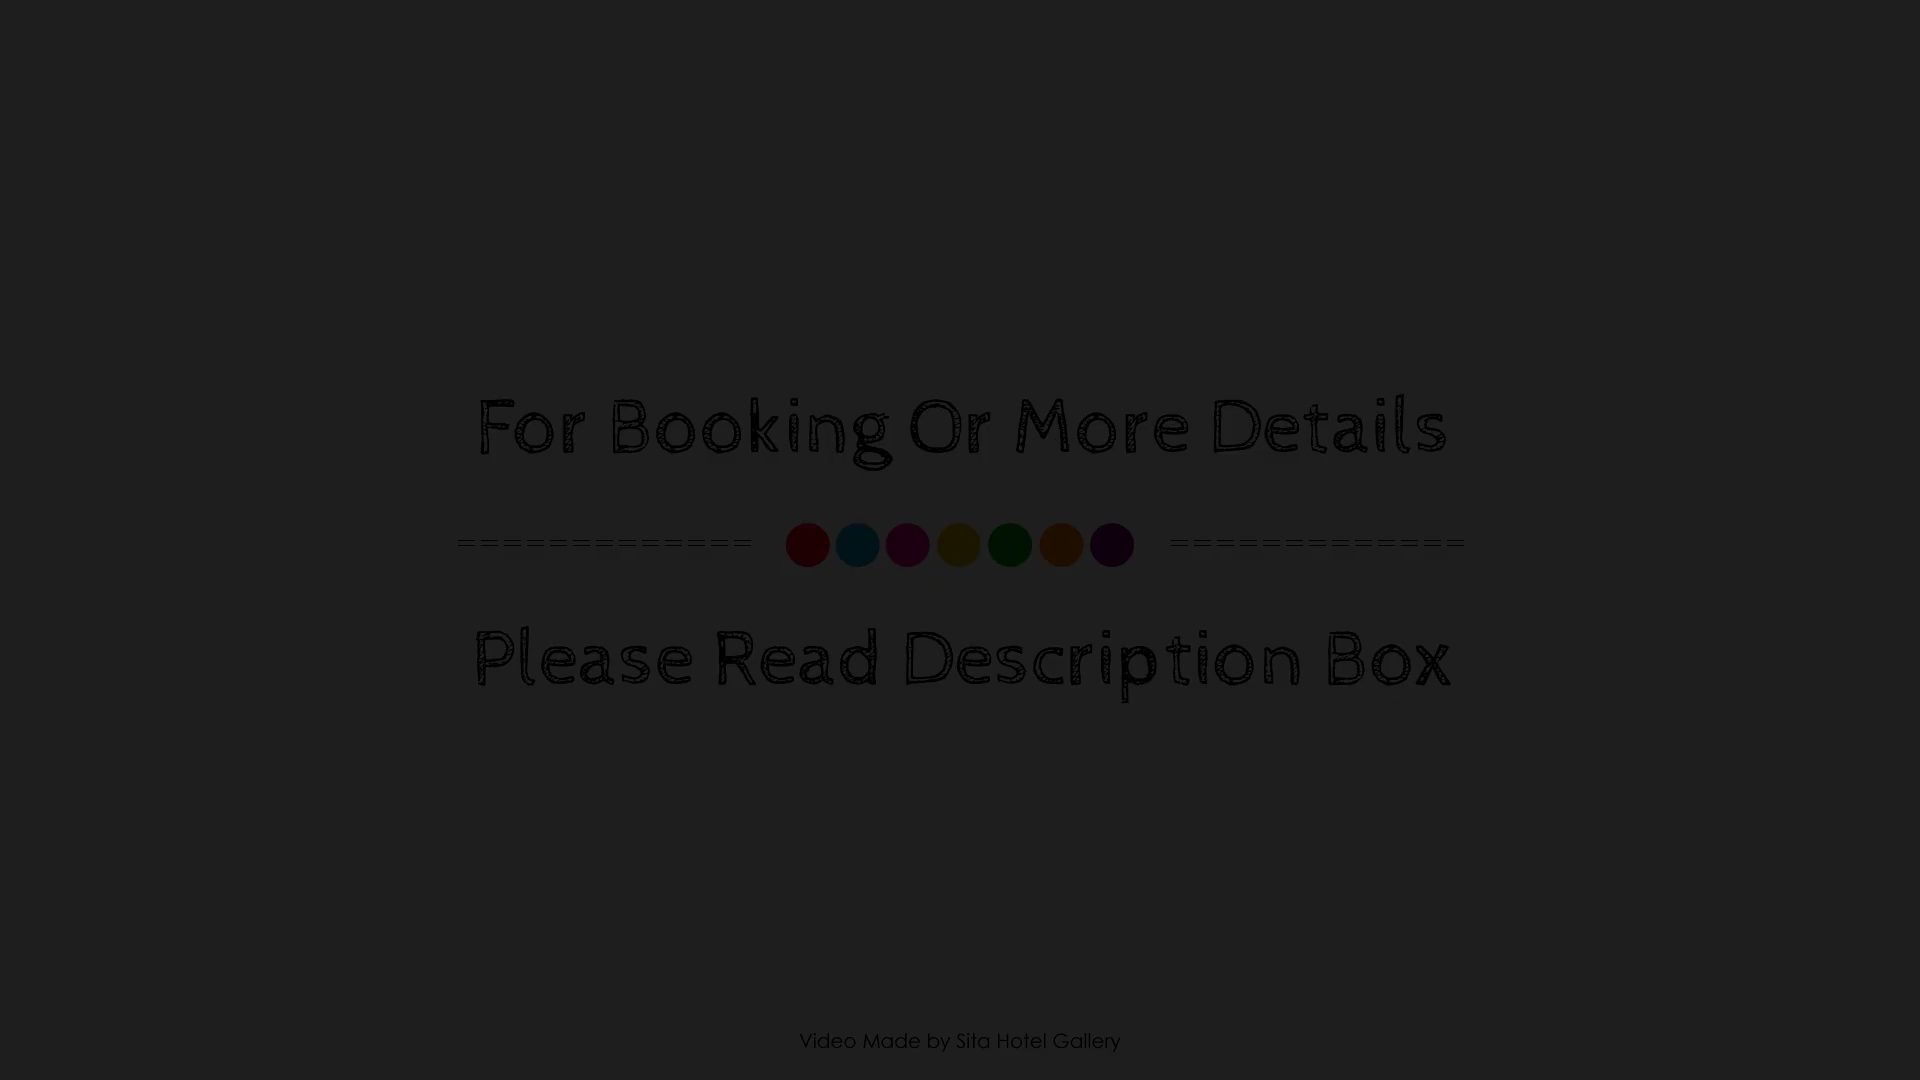 For Booking Or More Details
============= =============
Please Read Description Box
Video Made by Sita Hotel Gallery